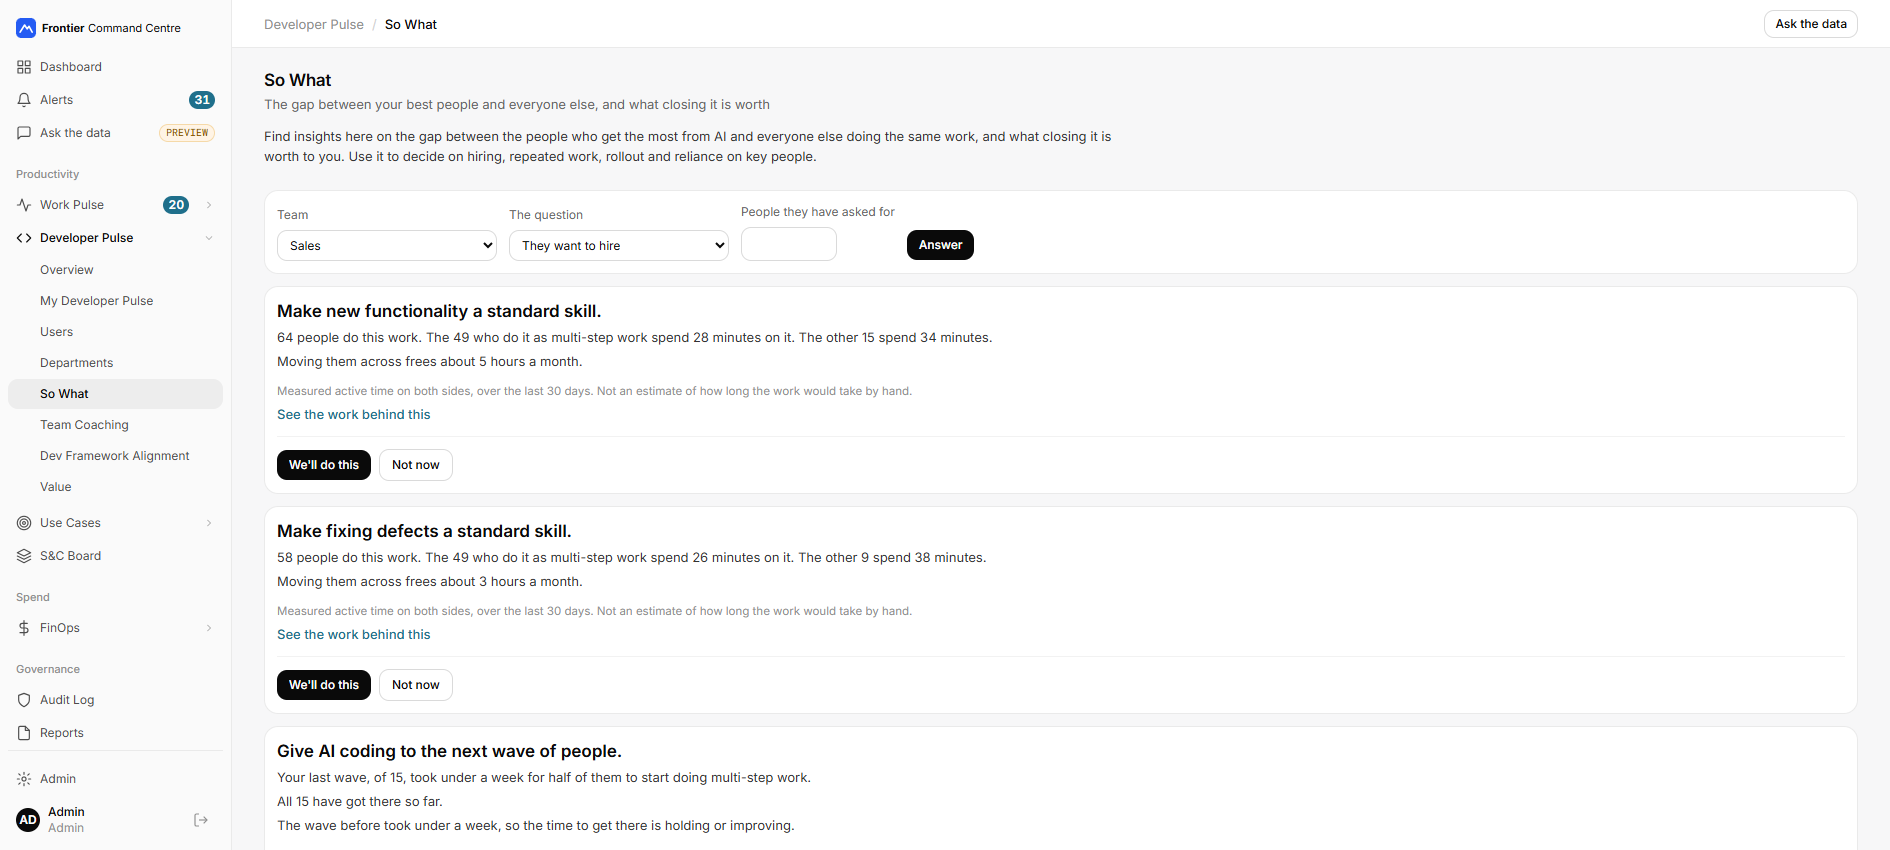 Frontier Command Centre
Dashboard
Alerts
31
Ask the data
PREVIEW
Productivity
Work Pulse
20
Developer Pulse
Overview
My Developer Pulse
Users
Departments
So What
Team Coaching
Dev Framework Alignment
Value
Use Cases
S&C Board
Spend
FinOps
Governance
Audit Log
Reports
Admin
AD
Admin
Admin
Developer Pulse / So What
Ask the data
So What
The gap between your best people and everyone else, and what closing it is worth
Find insights here on the gap between the people who get the most from AI and everyone else doing the same work, and what closing it is
worth to you. Use it to decide on hiring, repeated work, rollout and reliance on key people.
Team
Sales
The question
They want to hire
People they have asked for
Answer
Make new functionality a standard skill.
64 people do this work. The 49 who do it as multi-step work spend 28 minutes on it. The other 15 spend 34 minutes.
Moving them across frees about 5 hours a month.
Measured active time on both sides, over the last 30 days. Not an estimate of how long the work would take by hand.
See the work behind this
We'll do this
Not now
Make fixing defects a standard skill.
58 people do this work. The 49 who do it as multi-step work spend 26 minutes on it. The other 9 spend 38 minutes.
Moving them across frees about 3 hours a month.
Measured active time on both sides, over the last 30 days. Not an estimate of how long the work would take by hand.
See the work behind this
We'll do this
Not now
Give AI coding to the next wave of people.
Your last wave, of 15, took under a week for half of them to start doing multi-step work.
All 15 have got there so far.
The wave before took under a week, so the time to get there is holding or improving.